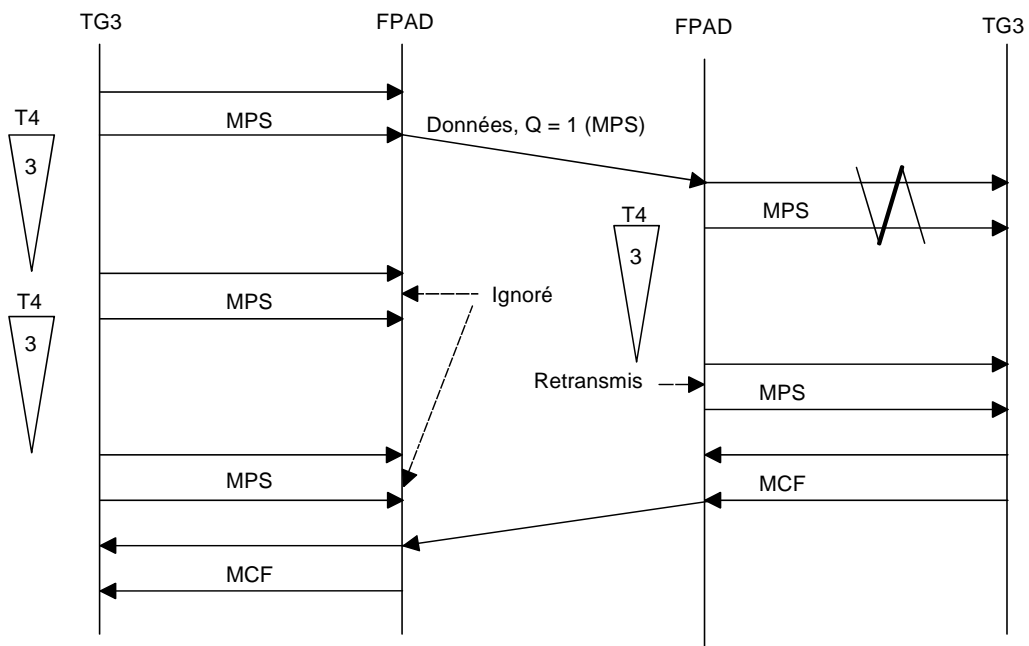 TG3 FPAD FPAD TG3
T4 MPS Données, Q = 1 (MPS)
3
MPS
T4
3
MPS Ignoré
T4
3
Retransmis MPS
MPS MCF
MCF